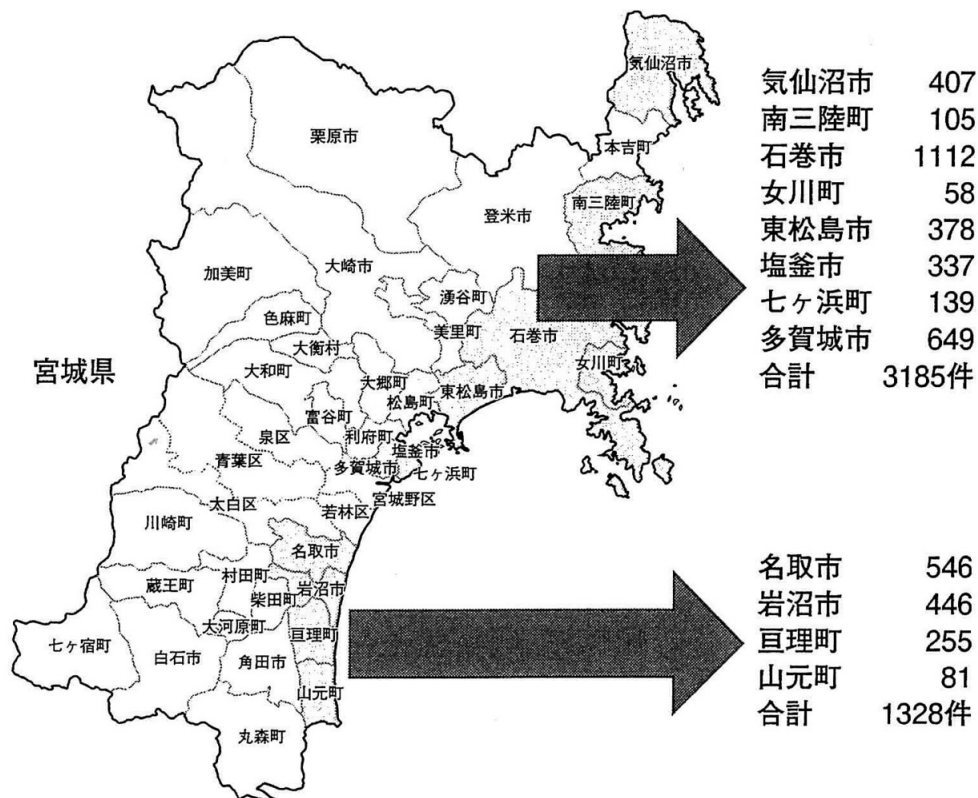 宮城県
気仙沼市
本吉町
南三陸町
栗原市
登米市
加美町
大崎市
涌谷町
色麻町
美里町
石巻市
大衡村
女川町
大和町
大郷町
東松島市
松島町
富谷町
泉区
利府町
塩釜市
青葉区
多賀城市
七ヶ浜町
宮城野区
太白区
若林区
川崎町
名取市
村田町
岩沼市
蔵王町
柴田町
大河原町
亘理町
七ヶ宿町
白石市
角田市
山元町
丸森町
気仙沼市 407
南三陸町 105
石巻市 1112
女川町 58
東松島市 378
塩釜市 337
七ヶ浜町 139
多賀城市 649
合計 3185件
名取市 546
岩沼市 446
亘理町 255
山元町 81
合計 1328件